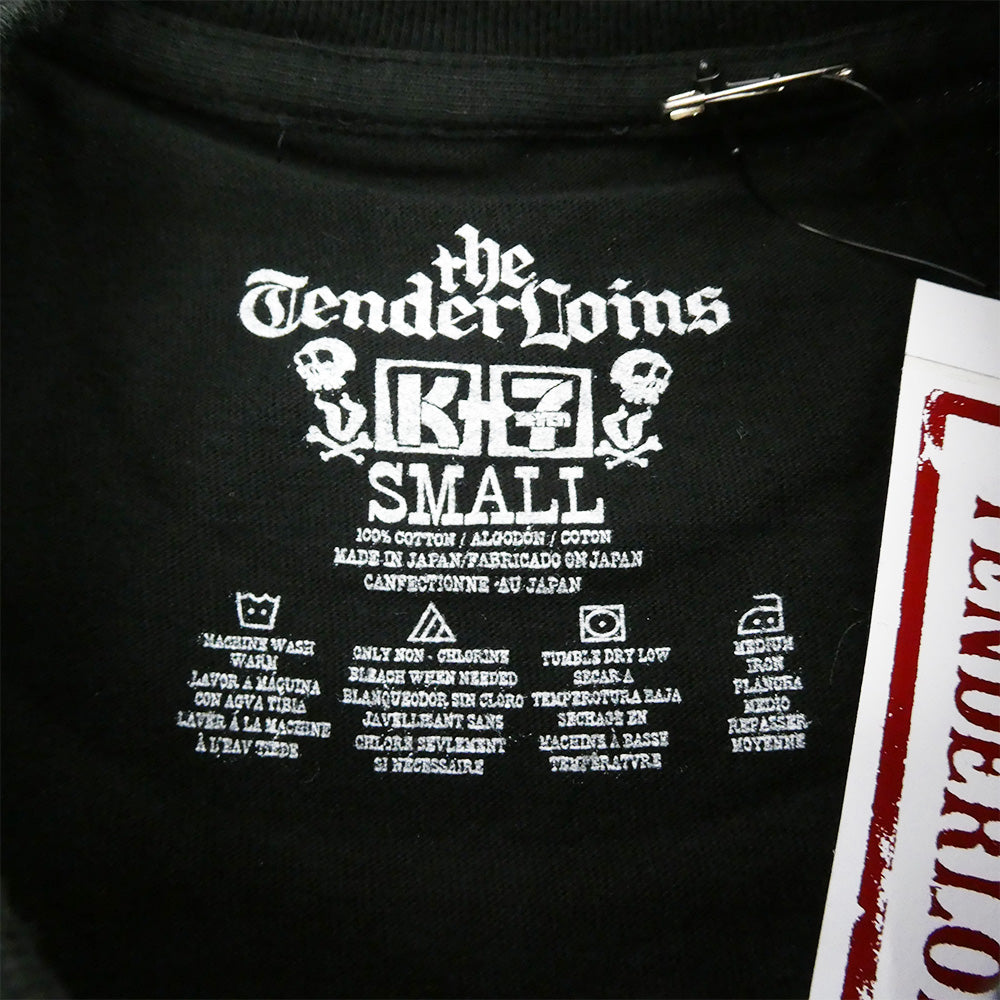 the
TenderLoins
K+7
SMALL
100% COTTON / ALGODÓN / COTON
MADE IN JAPAN/FABRICADO ON JAPAN
CANFECTIONNE AU JAPAN
MACHINE WASH
WARM
LAVOR A MÁQUINA
CON AGVA TIBIA
LAVER Á LA MACHINE
À L'EAV TIEDE
ONLY NON - CHLORINE
BLEACH WHEN NEEDED
BLANQUEODOR SIN CLORO
JAVELLISANT SANS
CHLORE SEVLEMENT
SI NÉCESSAIRE
TUMBLE DRY LOW
SECAR A
TEMPEROTURA BAJA
SECHAGE EN
MACHINE À BASSE
TEMPÉRATVRE
MEDIUM
IRON
PLANCHA
MEDIO
REPASSER
MOYENNE
TENDERLO